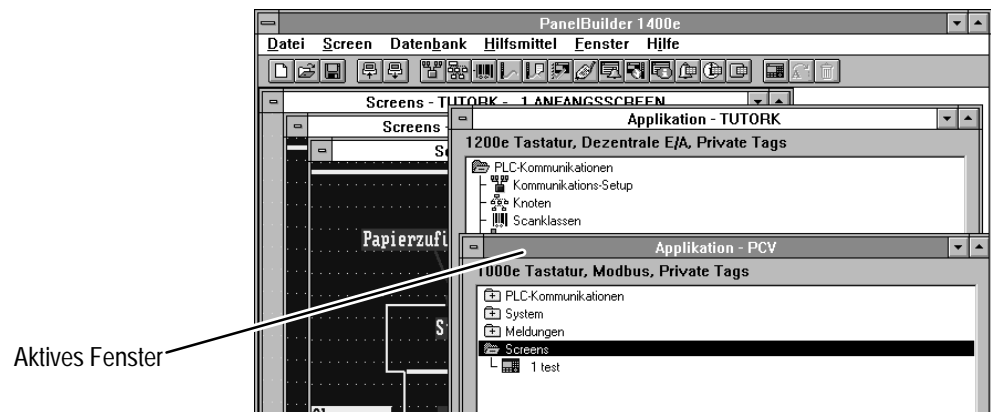 PanelBuilder 1400e
Datei Screen Datenbank Hilfsmittel Fenster Hilfe
Screens - TUTORK - 1 ANFANGSSCREEN
Screens -
Applikation - TUTORK
1200e Tastatur, Dezentrale E/A, Private Tags
PLC-Kommunikationen
Kommunikations-Setup
Knoten
Scanklassen
Papierzufi
Applikation - PCV
1000e Tastatur, Modbus, Private Tags
PLC-Kommunikationen
System
Meldungen
Screens
1 test
Aktives Fenster